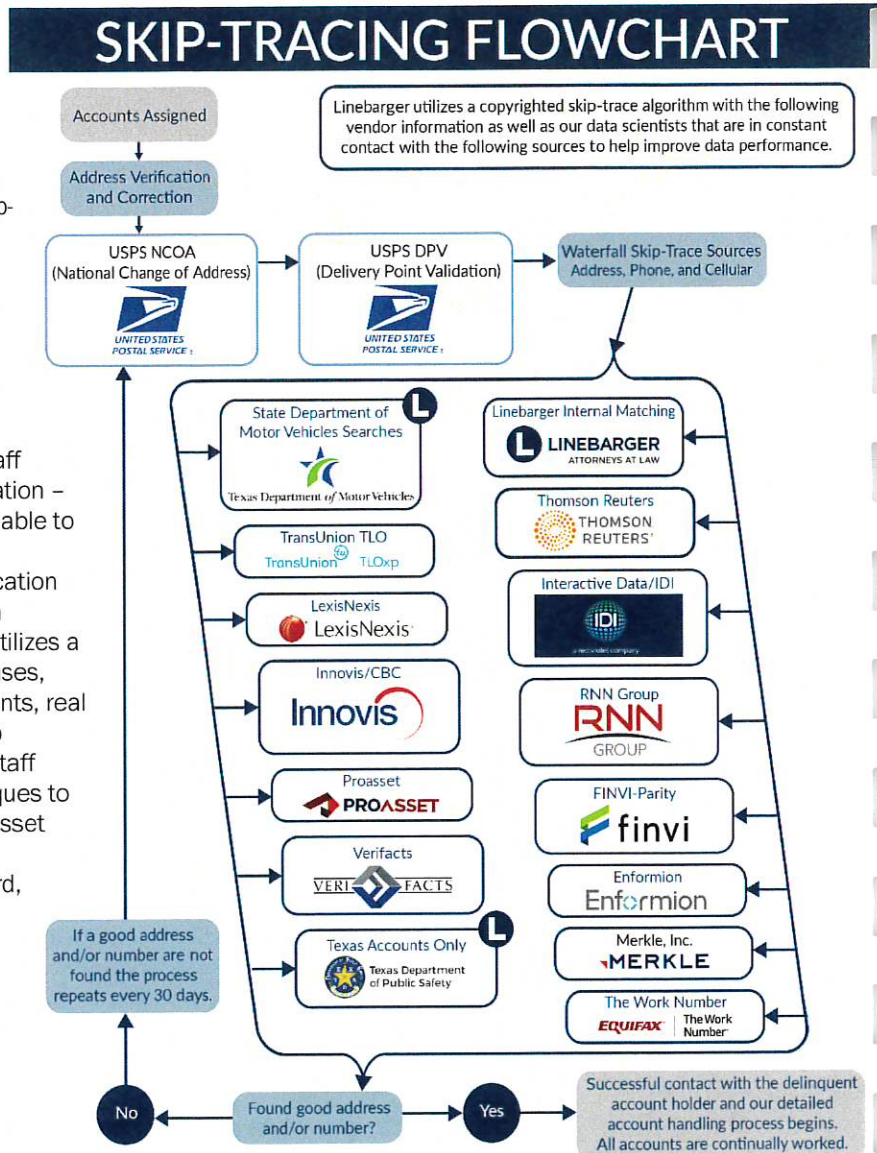 SKIP-TRACING FLOWCHART
Accounts Assigned
Linebarger utilizes a copyrighted skip-trace algorithm with the following
vendor information as well as our data scientists that are in constant
contact with the following sources to help improve data performance.
Address Verification
and Correction
USPS NCOA
(National Change of Address)
UNITED STATES
POSTAL SERVICE
USPS DPV
(Delivery Point Validation)
UNITED STATES
POSTAL SERVICE
Waterfall Skip-Trace Sources
Address, Phone, and Cellular
L
State Department of
Motor Vehicles Searches
Texas Department of Motor Vehicles
TransUnion TLO
TransUnion tu TLOxp
LexisNexis
LexisNexis
Innovis/CBC
Innovis
Proasset
PROASSET
Verifacts
VERI FACTS
L
Texas Accounts Only
Texas Department
of Public Safety
Linebarger Internal Matching
L LINEBARGER
ATTORNEYS AT LAW
Thomson Reuters
THOMSON
REUTERS
Interactive Data/IDI
IDI
a red violet company
RNN Group
RNN
GROUP
FINVI-Parity
finvi
Enformion
Enformion
Merkle, Inc.
MERKLE
The Work Number
EQUIFAX | The Work
Number
If a good address
and/or number are not
found the process
repeats every 30 days.
No
Found good address
and/or number?
Yes
Successful contact with the delinquent
account holder and our detailed
account handling process begins.
All accounts are continually worked.
aff
ation –
able to
cation
utilizes a
ses,
nts, real
staff
ques to
sset
rd,